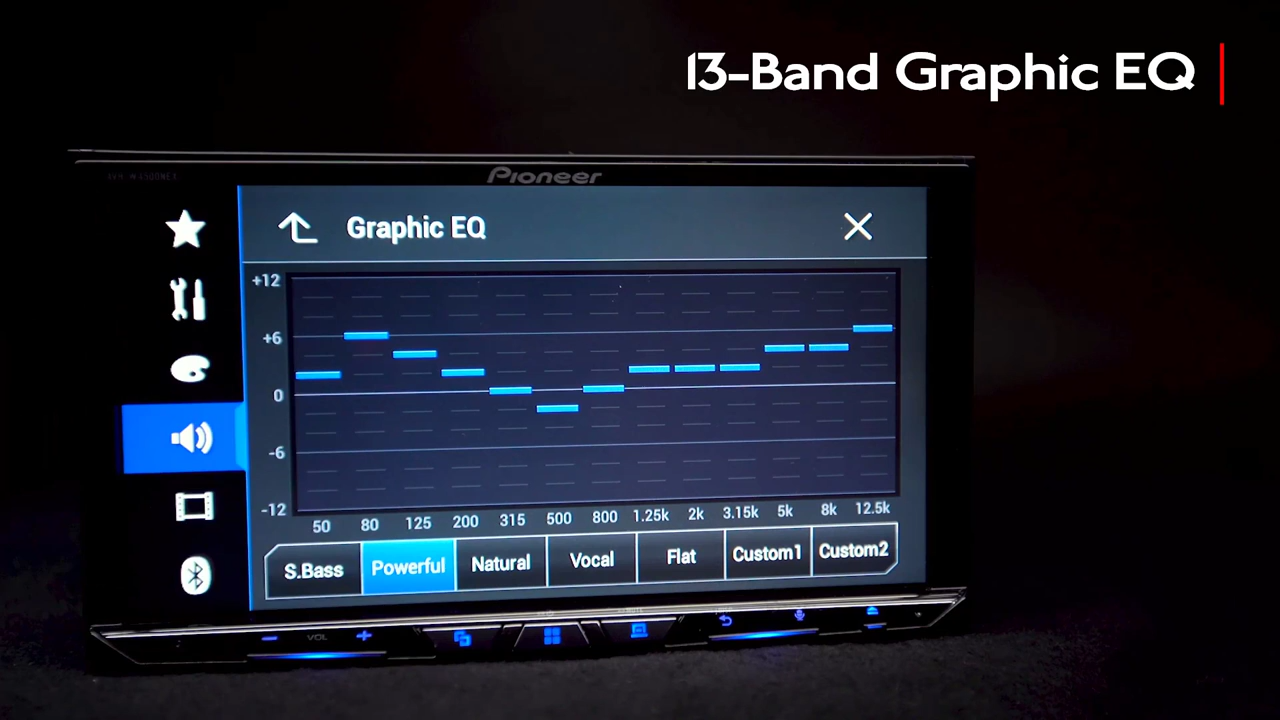 13-Band Graphic EQ
Pioneer
Graphic EQ
+12
+6
0
-6
-12
50 80 125 200 315 500 800 1.25k 2k 3.15k 5k 8k 12.5k
S.Bass Powerful Natural Vocal Flat Custom1 Custom2
VOL